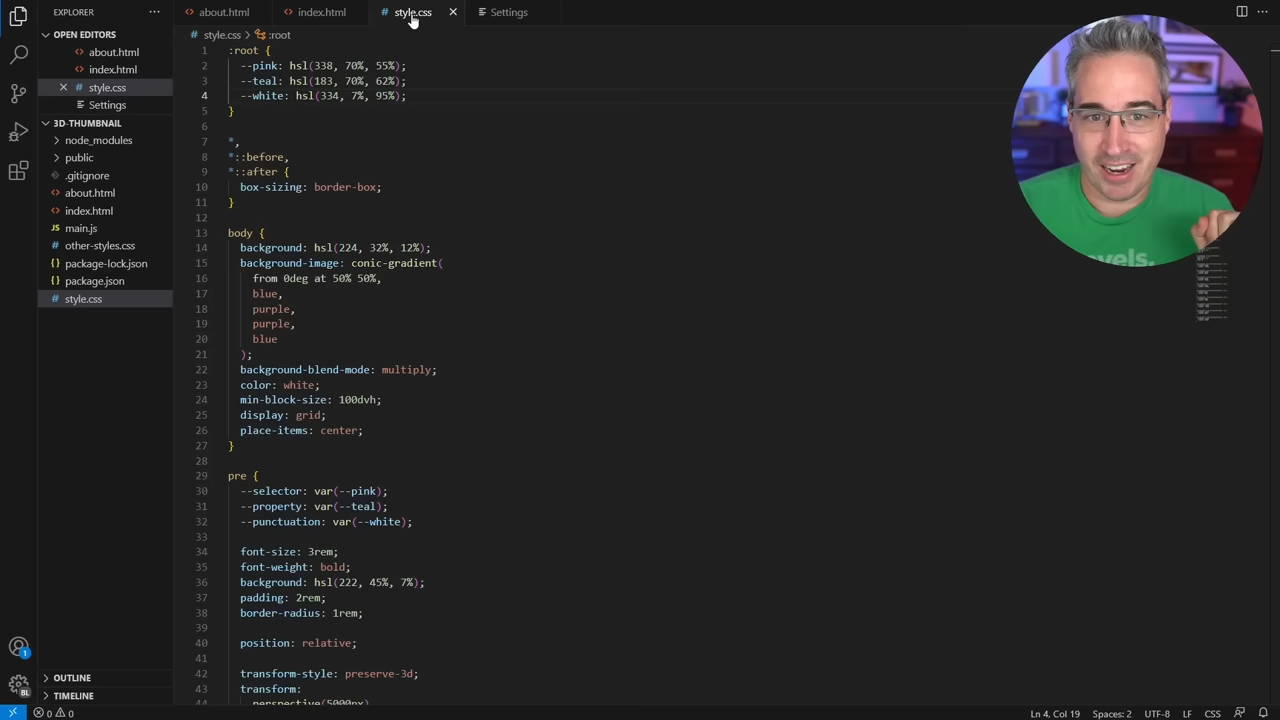 EXPLORER
about.html
index.html
# style.css
Settings
OPEN EDITORS
about.html
index.html
# style.css
Settings
3D-THUMBNAIL
node_modules
public
.gitignore
about.html
index.html
main.js
# other-styles.css
{} package-lock.json
{} package.json
# style.css
OUTLINE
TIMELINE
# style.css > :root
1 :root {
2 --pink: hsl(338, 70%, 55%);
3 --teal: hsl(183, 70%, 62%);
4 --white: hsl(334, 7%, 95%);
5 }
6
7 *,
8 *::before,
9 *::after {
10 box-sizing: border-box;
11 }
12
13 body {
14 background: hsl(224, 32%, 12%);
15 background-image: conic-gradient(
16 from 0deg at 50% 50%,
17 blue,
18 purple,
19 purple,
20 blue
21 );
22 background-blend-mode: multiply;
23 color: white;
24 min-block-size: 100dvh;
25 display: grid;
26 place-items: center;
27 }
28
29 pre {
30 --selector: var(--pink);
31 --property: var(--teal);
32 --punctuation: var(--white);
33
34 font-size: 3rem;
35 font-weight: bold;
36 background: hsl(222, 45%, 7%);
37 padding: 2rem;
38 border-radius: 1rem;
39
40 position: relative;
41
42 transform-style: preserve-3d;
43 transform:
44 perspective(5000px)
1
BL
0 0
Ln 4, Col 19
Spaces: 2
UTF-8
LF
CSS